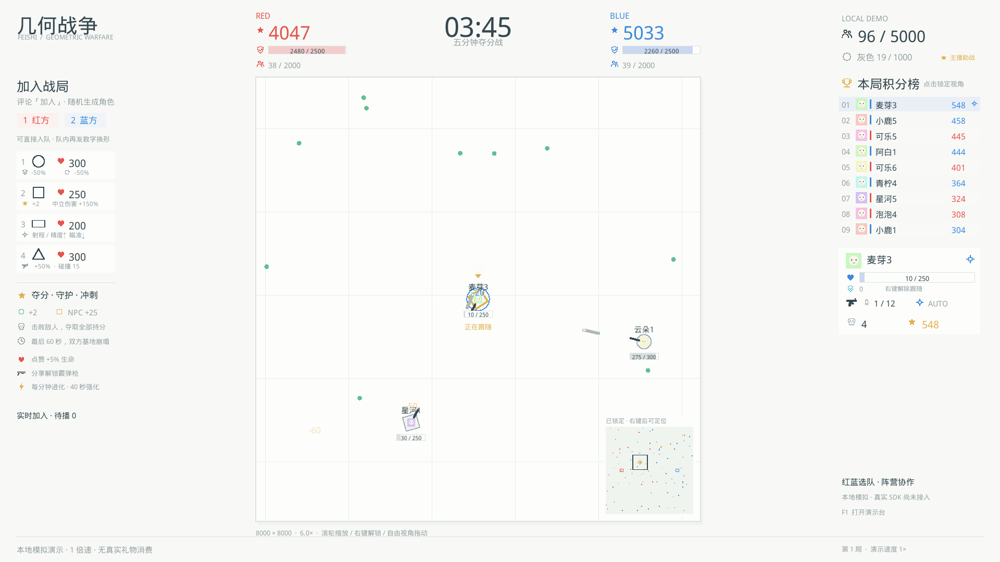 几何战争
FEISHI / GEOMETRIC WARFARE
RED
4047
2480 / 2500
38 / 2000
03:45
五分钟夺分战
BLUE
5033
2260 / 2500
39 / 2000
LOCAL DEMO
96 / 5000
灰色 19 / 1000
主播助战
加入战局
评论「加入」· 随机生成角色
1 红方
2 蓝方
可直接入队 · 队内再发数字换形
1
300
-50%
-50%
2
250
×2
中立伤害 +150%
3
200
射程 / 精度↑ 瞄准↓
4
300
+50% · 碰撞 15
夺分 · 守护 · 冲刺
+2
NPC +25
击败敌人，夺取全部持分
最后 60 秒，双方基地崩塌
点赞 +5% 生命
分享解锁霰弹枪
每分钟进化 · 40 秒强化
实时加入 · 待播 0
麦芽3
-20
10 / 250
正在跟随
云朵1
275 / 300
-50
30 / 250
-60
已锁定 · 右键后可定位
8000 × 8000 · 6.0× · 滚轮缩放 / 右键解锁 / 自由视角拖动
本局积分榜 点击锁定视角
01 麦芽3 548
02 小鹿5 458
03 可乐5 445
04 阿白1 444
05 可乐6 401
06 青柠4 364
07 星河5 324
08 泡泡4 308
09 小鹿1 304
麦芽3
10 / 250
0 右键解除跟随
1 / 12
AUTO
4
548
红蓝选队 · 阵营协作
本地模拟 · 真实 SDK 尚未接入
F1 打开演示台
本地模拟演示 · 1 倍速 · 无真实礼物消费
第 1 局 · 演示速度 1×